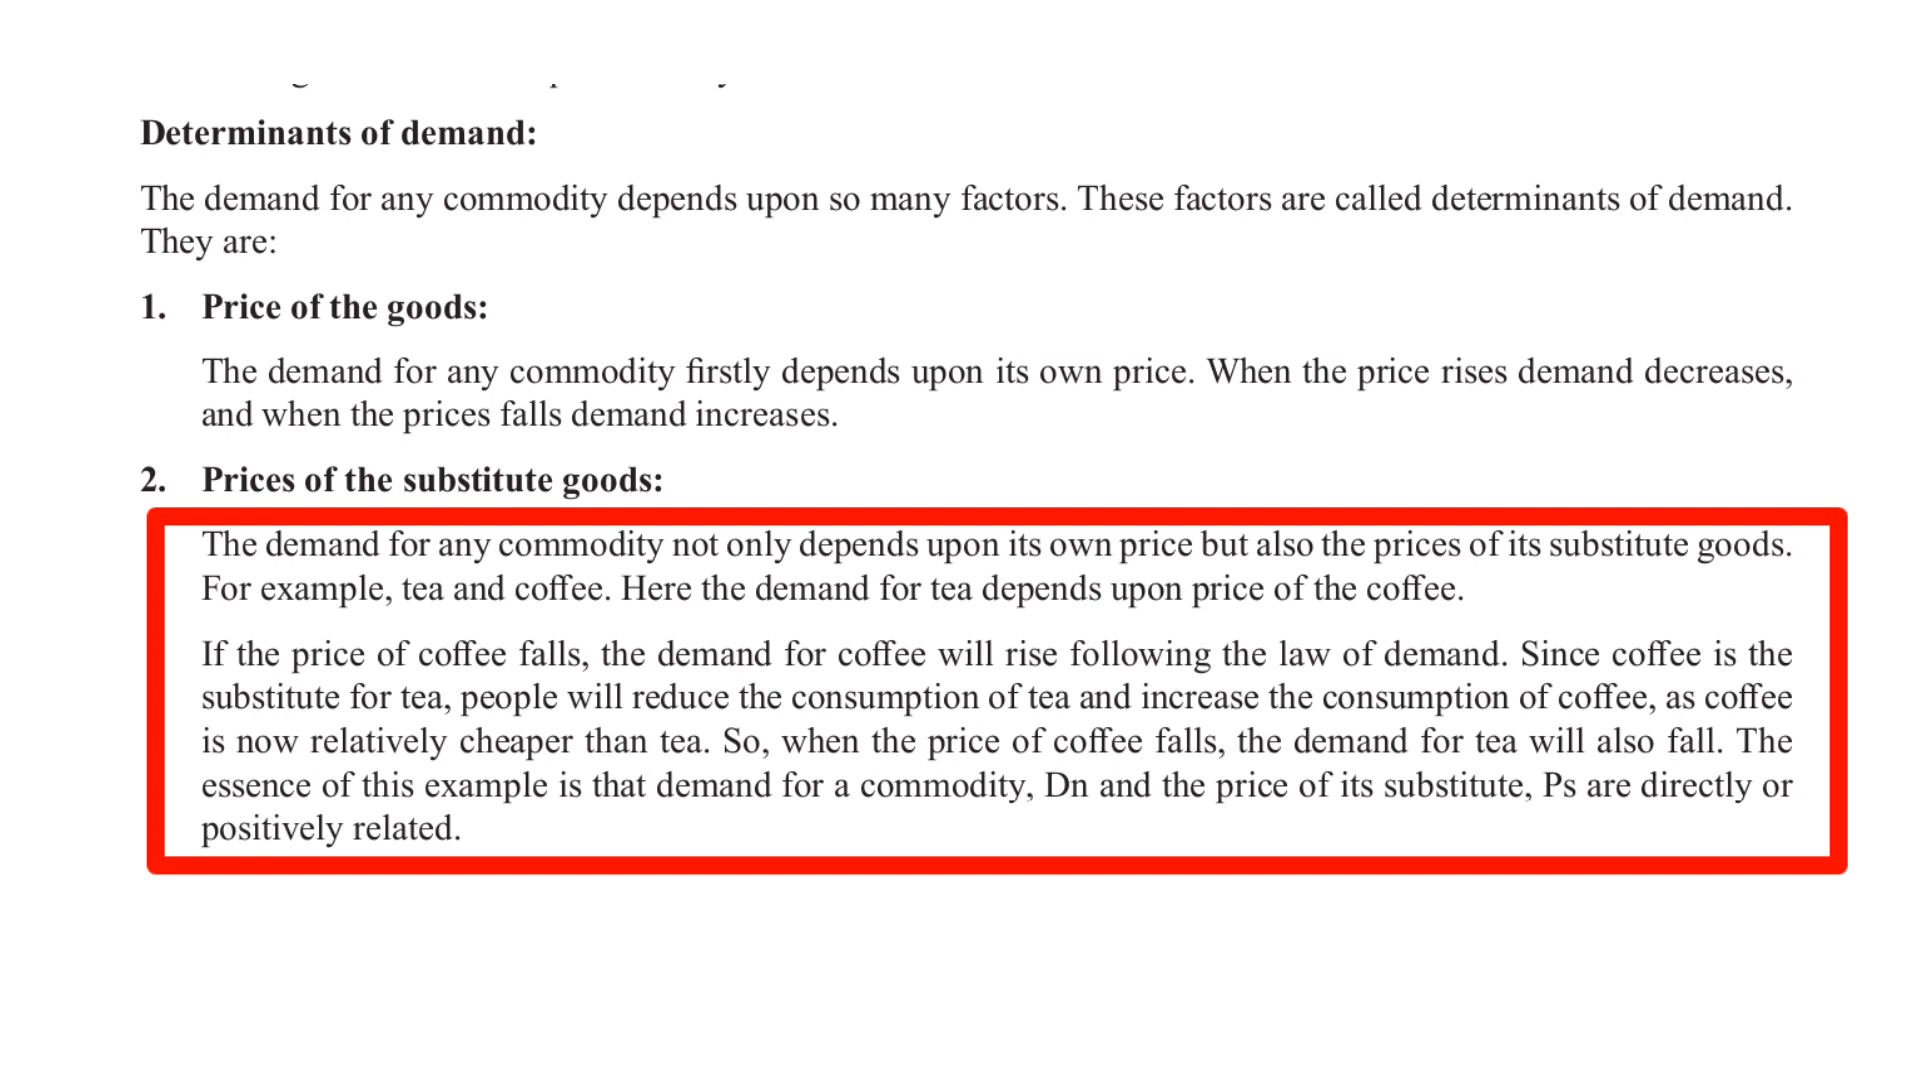 Determinants of demand:
The demand for any commodity depends upon so many factors. These factors are called determinants of demand.
They are:
1. Price of the goods:
The demand for any commodity firstly depends upon its own price. When the price rises demand decreases,
and when the prices falls demand increases.
2. Prices of the substitute goods:
The demand for any commodity not only depends upon its own price but also the prices of its substitute goods.
For example, tea and coffee. Here the demand for tea depends upon price of the coffee.
If the price of coffee falls, the demand for coffee will rise following the law of demand. Since coffee is the
substitute for tea, people will reduce the consumption of tea and increase the consumption of coffee, as coffee
is now relatively cheaper than tea. So, when the price of coffee falls, the demand for tea will also fall. The
essence of this example is that demand for a commodity, Dn and the price of its substitute, Ps are directly or
positively related.